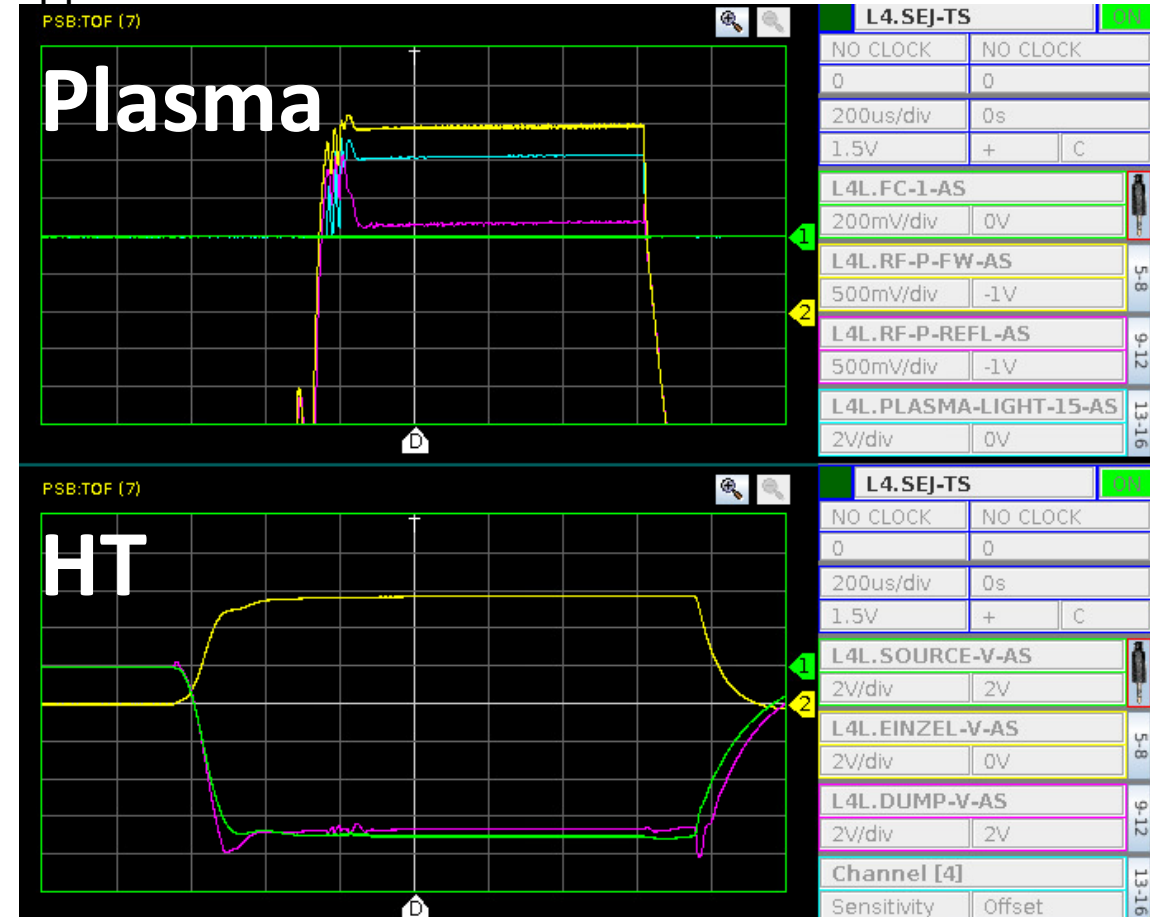 PSB:TOF (7)
Plasma
1
2
D
L4.SEJ-TS ON
NO CLOCK NO CLOCK
0 0
200us/div 0s
1.5V + C
L4L.FC-1-AS
200mV/div 0V
L4L.RF-P-FW-AS
500mV/div -1V
L4L.RF-P-REFL-AS
500mV/div -1V
L4L.PLASMA-LIGHT-15-AS
2V/div 0V
5-8
9-12
13-16
PSB:TOF (7)
HT
1
2
D
L4.SEJ-TS ON
NO CLOCK NO CLOCK
0 0
200us/div 0s
1.5V + C
L4L.SOURCE-V-AS
2V/div 2V
L4L.EINZEL-V-AS
2V/div 0V
L4L.DUMP-V-AS
2V/div 2V
Channel [4]
Sensitivity Offset
5-8
9-12
13-16